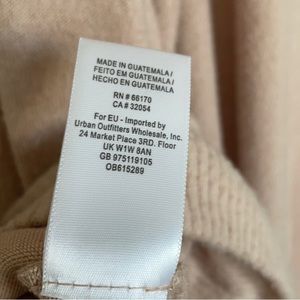 MADE IN GUATEMALA /
FEITO EM GUATEMALA /
HECHO EN GUATEMALA
RN # 66170
CA # 32054
For EU - Imported by
Urban Outfitters Wholesale, Inc.
24 Market Place 3RD. Floor
UK W1W 8AN
GB 975119105
OB615289